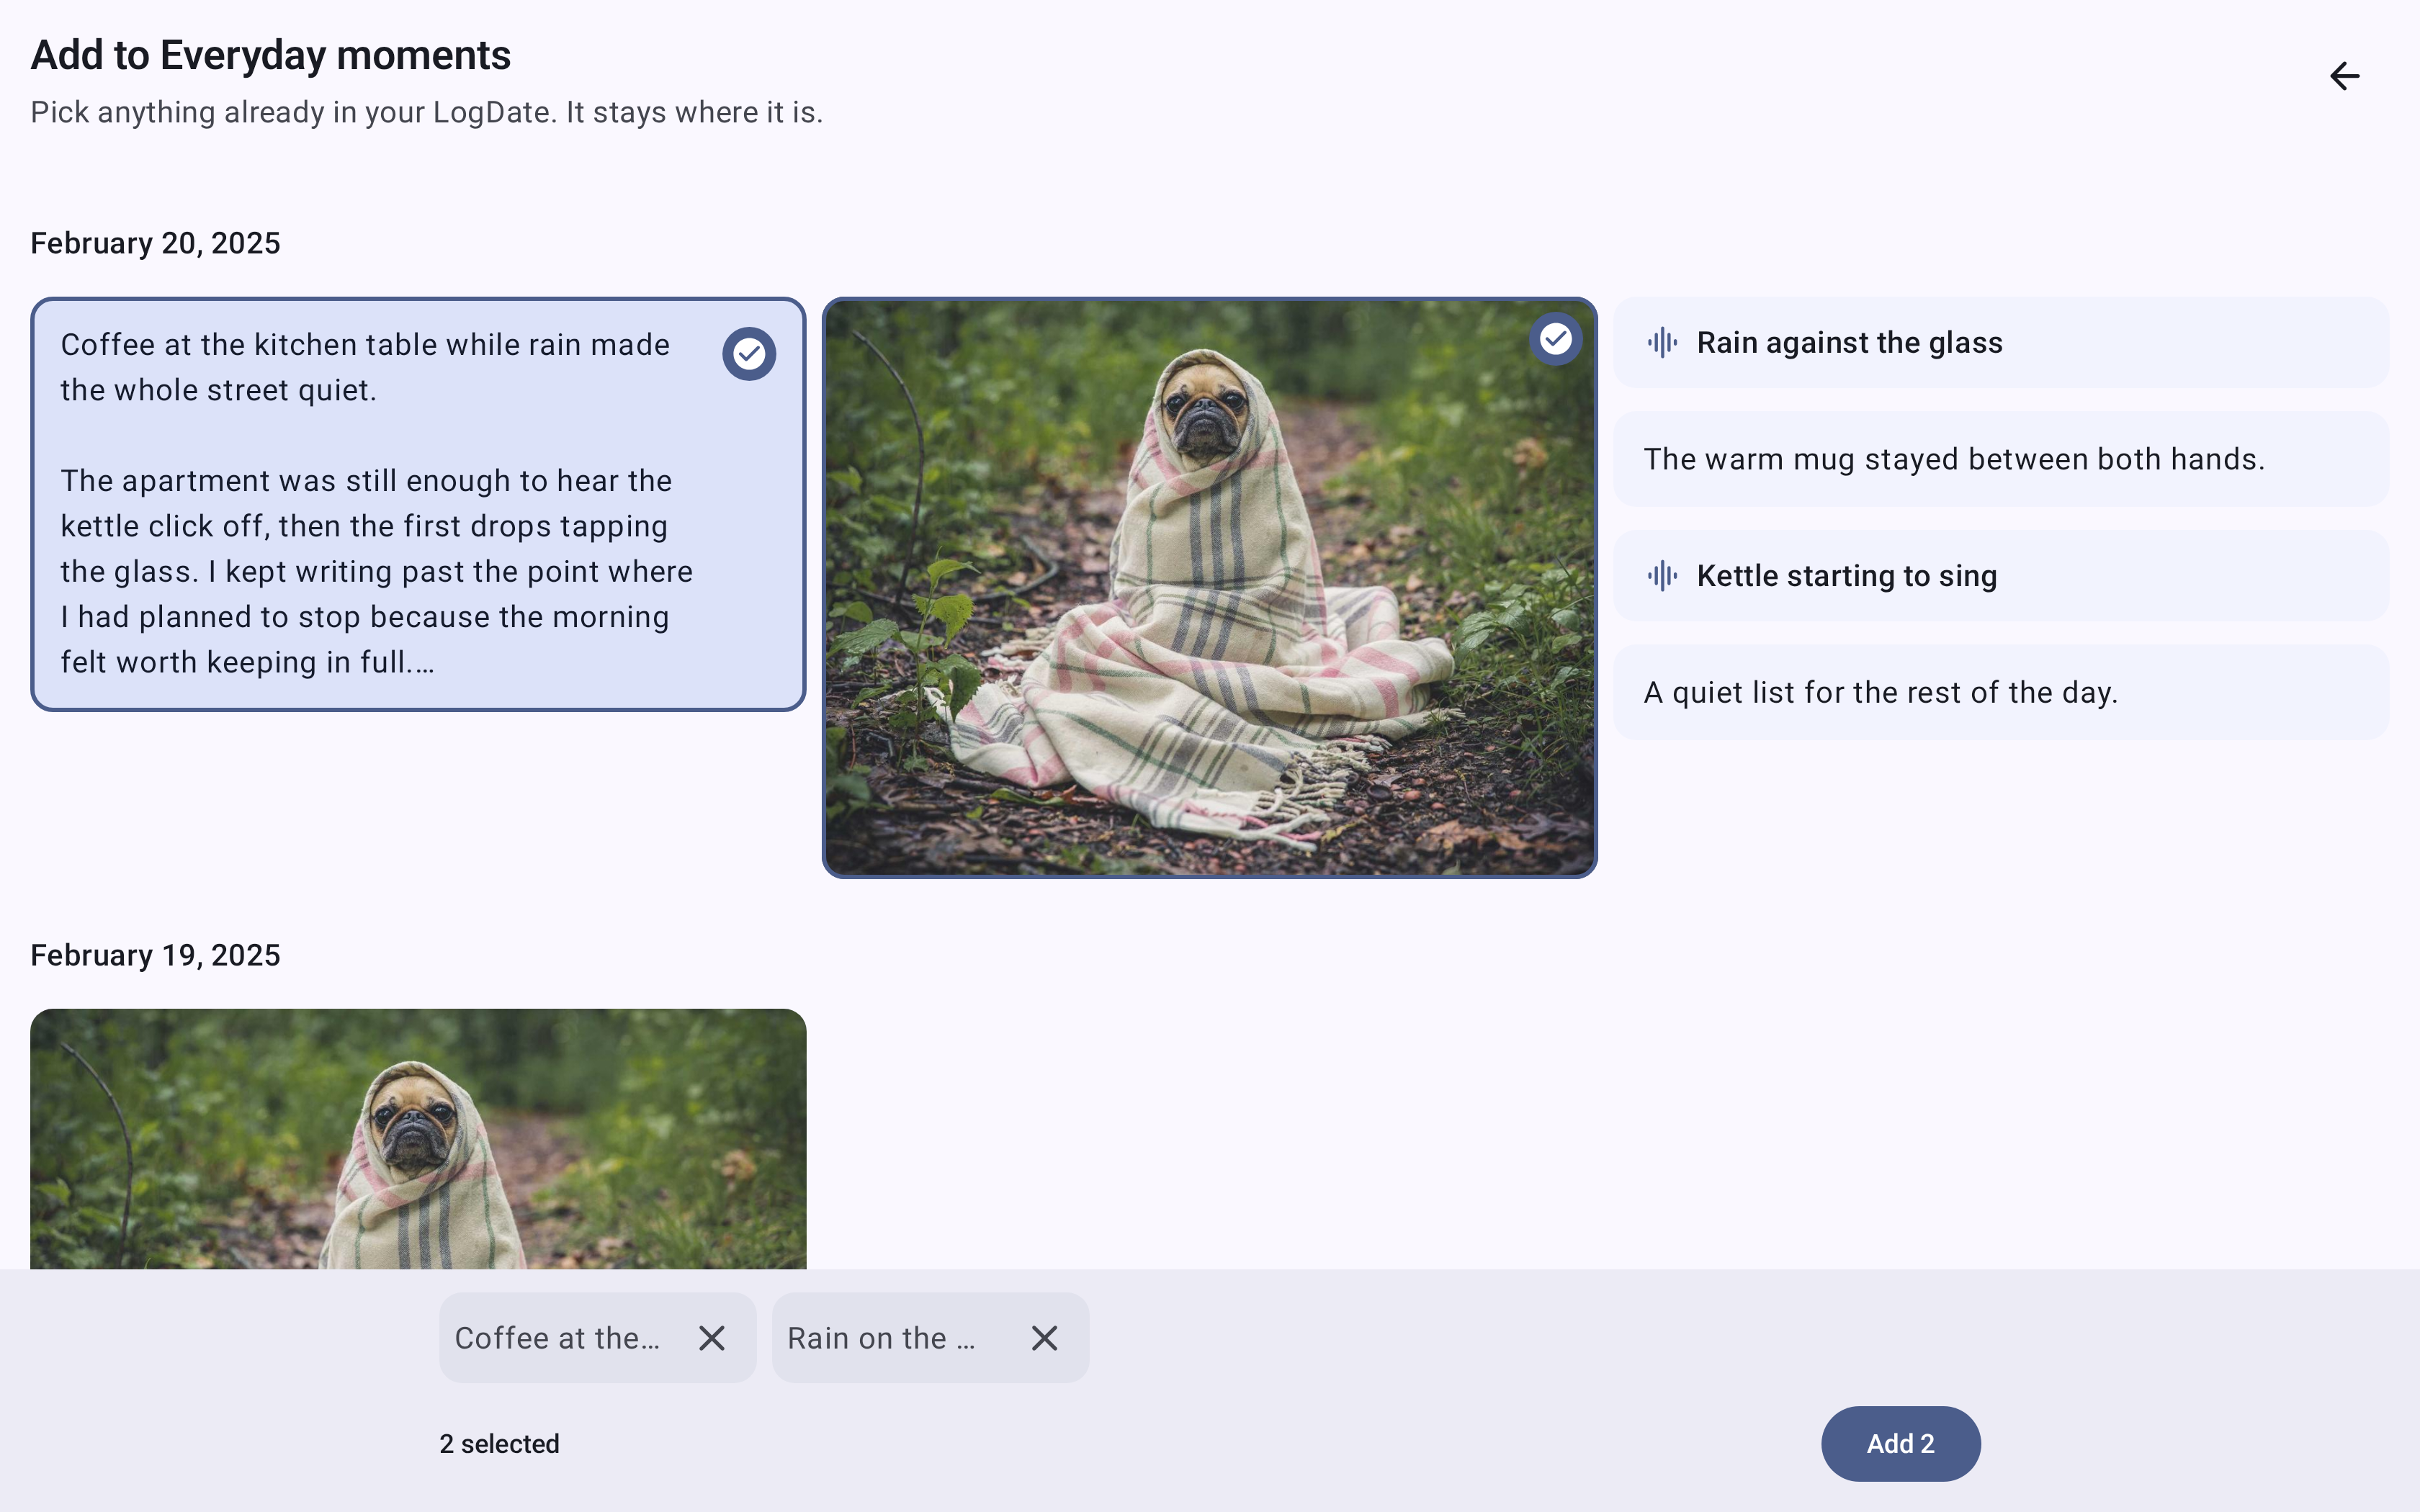 Add to Everyday moments
Pick anything already in your LogDate. It stays where it is.
February 20, 2025
Coffee at the kitchen table while rain made
the whole street quiet.
The apartment was still enough to hear the
kettle click off, then the first drops tapping
the glass. I kept writing past the point where
I had planned to stop because the morning
felt worth keeping in full.…
Rain against the glass
The warm mug stayed between both hands.
Kettle starting to sing
A quiet list for the rest of the day.
February 19, 2025
Coffee at the…
Rain on the …
2 selected
Add 2